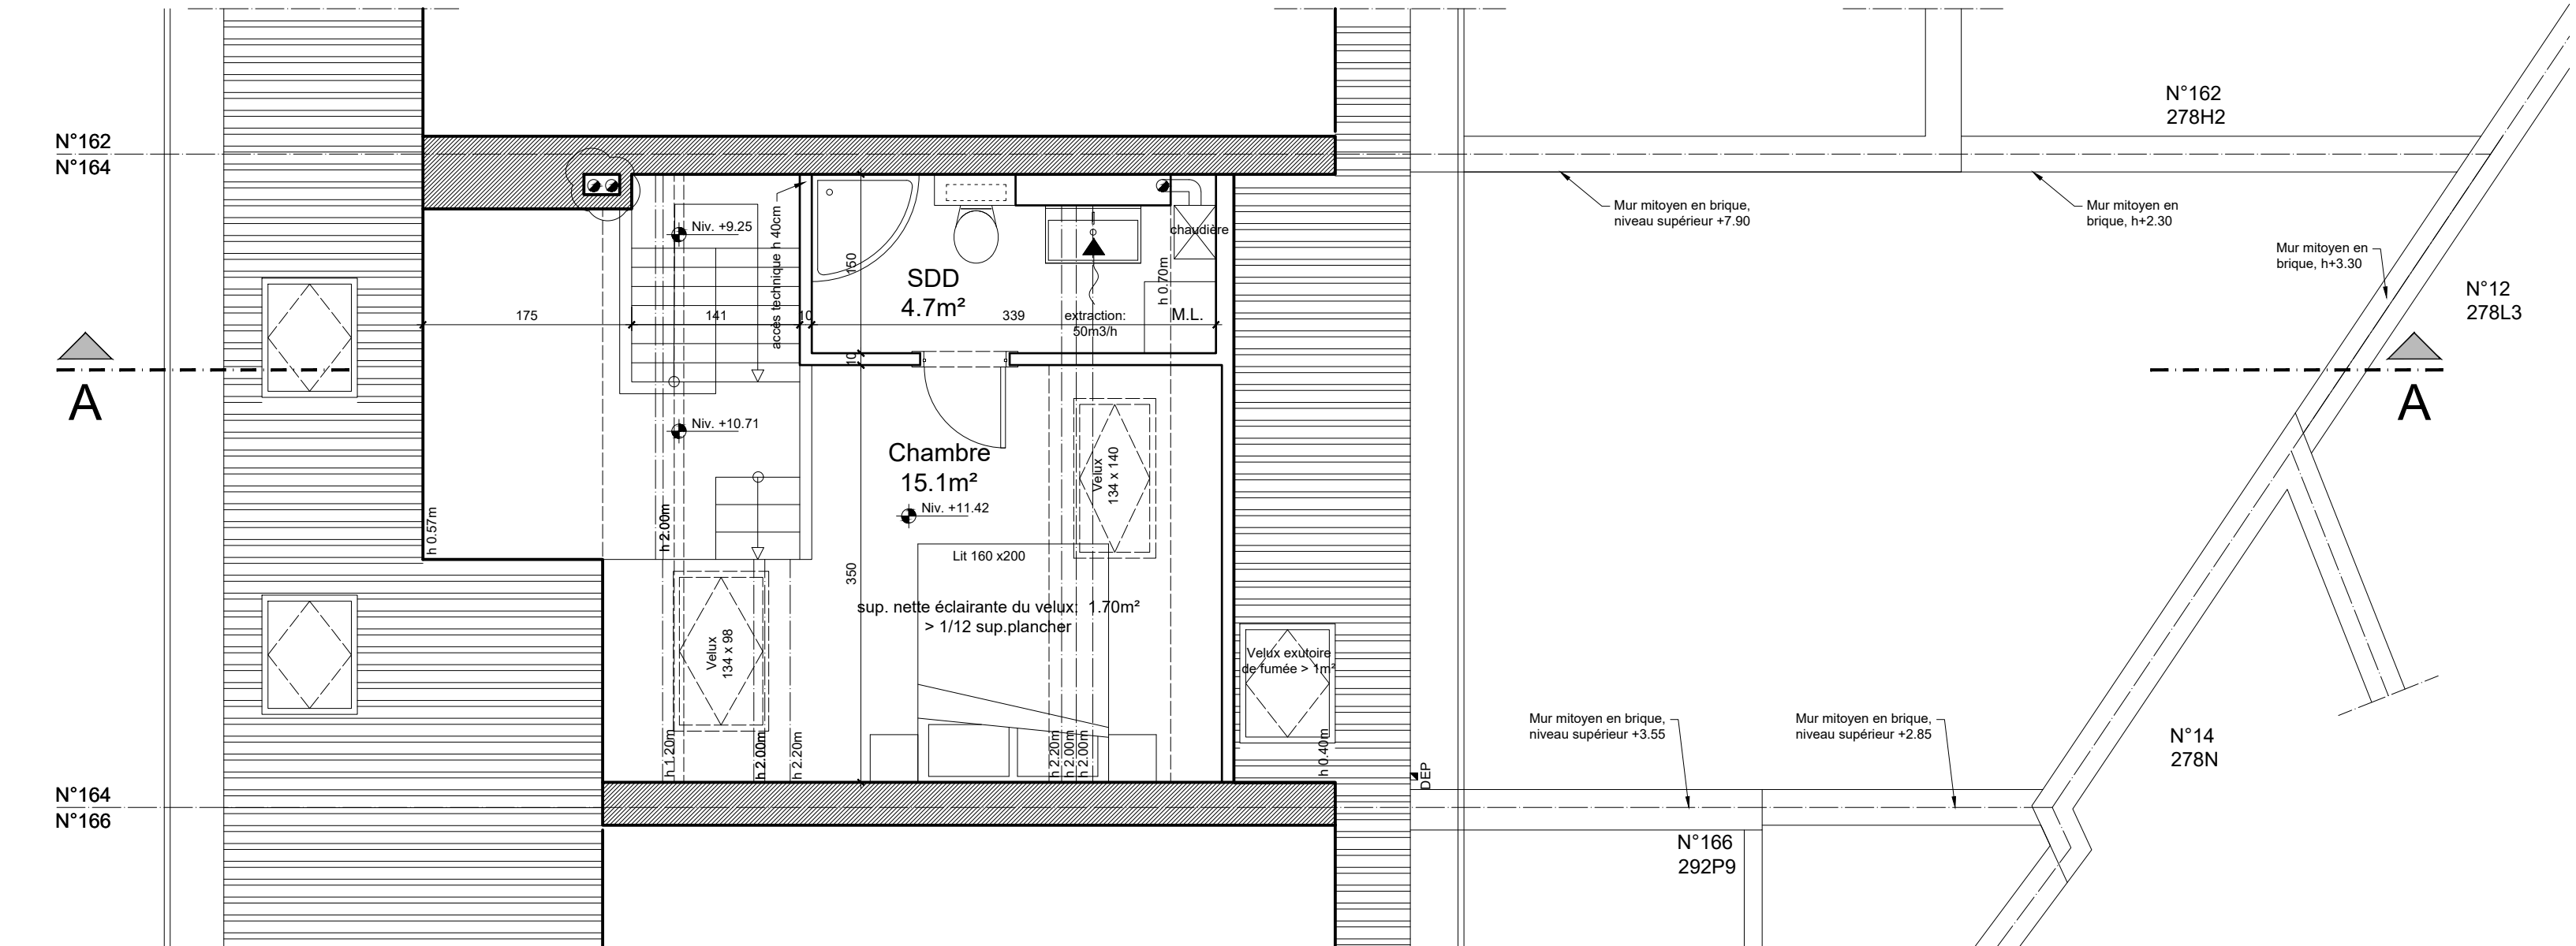 N°162
278H2
N°162
N°164
Mur mitoyen en brique,
niveau supérieur +7.90
Mur mitoyen en
brique, h+2.30
Mur mitoyen en
brique, h+3.30
N°12
278L3
Niv. +9.25
accès technique h 40cm
150
SDD
4.7m²
chaudière
h 0.70m
175
141
10
339
extraction:
50m3/h
M.L.
10
A
A
Niv. +10.71
Chambre
15.1m²
Niv. +11.42
Velux
134 x 140
h 0.57m
h 2.00m
Lit 160 x200
350
sup. nette éclairante du velux: 1.70m²
> 1/12 sup.plancher
Velux
134 x 98
Velux exutoire
de fumée > 1m²
h 1.20m
h 2.00m
h 2.20m
h 2.20m
h 2.00m
h 2.00m
h 0.40m
DEP
Mur mitoyen en brique,
niveau supérieur +3.55
Mur mitoyen en brique,
niveau supérieur +2.85
N°14
278N
N°164
N°166
N°166
292P9